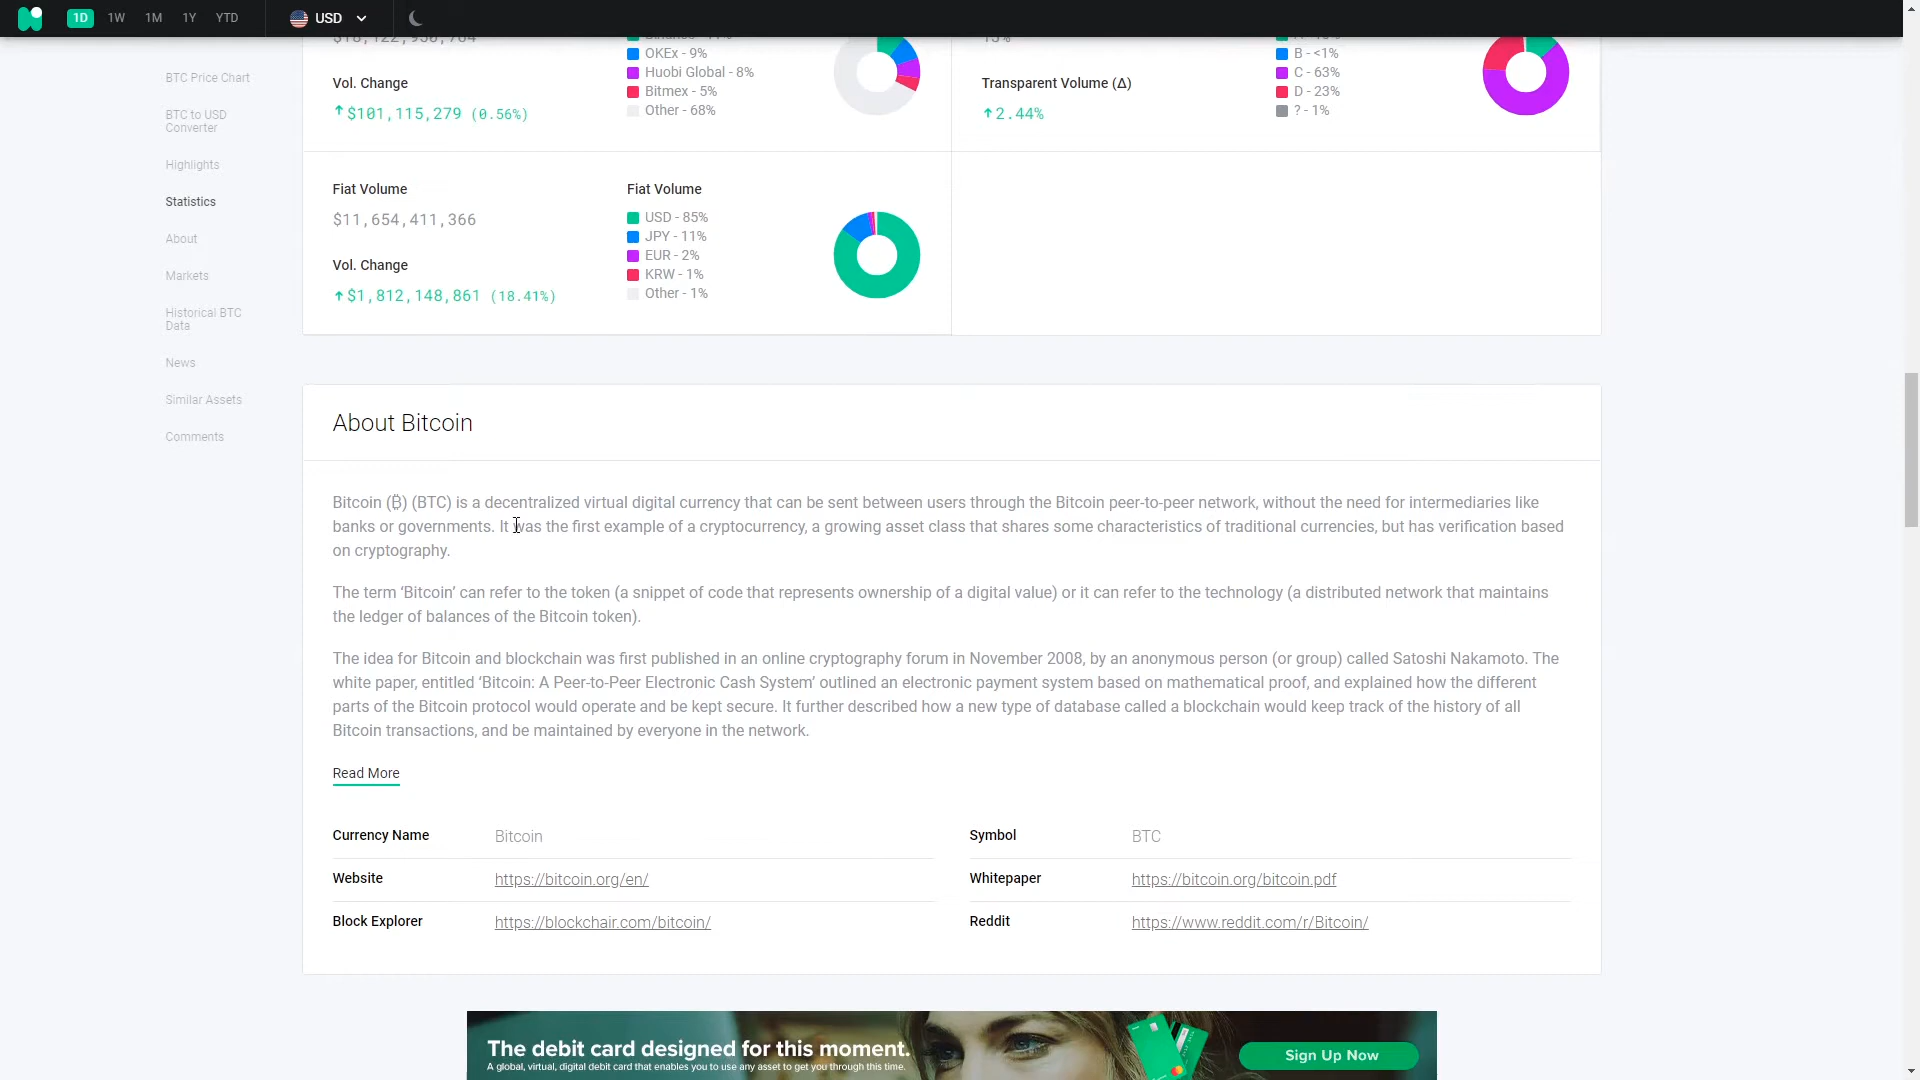 1D 1W 1M 1Y YTD USD
OKEx - 9%
B - <1%
BTC Price Chart
Huobi Global - 8%
C - 63%
Vol. Change
Bitmex - 5%
Transparent Volume (Δ)
D - 23%
$101,115,279 (0.56%)
Other - 68%
2.44%
? - 1%
BTC to USD
Converter
Highlights
Statistics
About
Markets
Historical BTC
Data
News
Similar Assets
Comments
Fiat Volume
$11,654,411,366
Vol. Change
$1,812,148,861 (18.41%)
Fiat Volume
USD - 85%
JPY - 11%
EUR - 2%
KRW - 1%
Other - 1%
About Bitcoin
Bitcoin (₿) (BTC) is a decentralized virtual digital currency that can be sent between users through the Bitcoin peer-to-peer network, without the need for intermediaries like
banks or governments. It was the first example of a cryptocurrency, a growing asset class that shares some characteristics of traditional currencies, but has verification based
on cryptography.
The term ‘Bitcoin’ can refer to the token (a snippet of code that represents ownership of a digital value) or it can refer to the technology (a distributed network that maintains
the ledger of balances of the Bitcoin token).
The idea for Bitcoin and blockchain was first published in an online cryptography forum in November 2008, by an anonymous person (or group) called Satoshi Nakamoto. The
white paper, entitled ‘Bitcoin: A Peer-to-Peer Electronic Cash System’ outlined an electronic payment system based on mathematical proof, and explained how the different
parts of the Bitcoin protocol would operate and be kept secure. It further described how a new type of database called a blockchain would keep track of the history of all
Bitcoin transactions, and be maintained by everyone in the network.
Read More
Currency Name Bitcoin
Symbol BTC
Website https://bitcoin.org/en/
Whitepaper https://bitcoin.org/bitcoin.pdf
Block Explorer https://blockchair.com/bitcoin/
Reddit https://www.reddit.com/r/Bitcoin/
The debit card designed for this moment.
A global, virtual, digital debit card that enables you to use any asset to get you through this time.
Sign Up Now